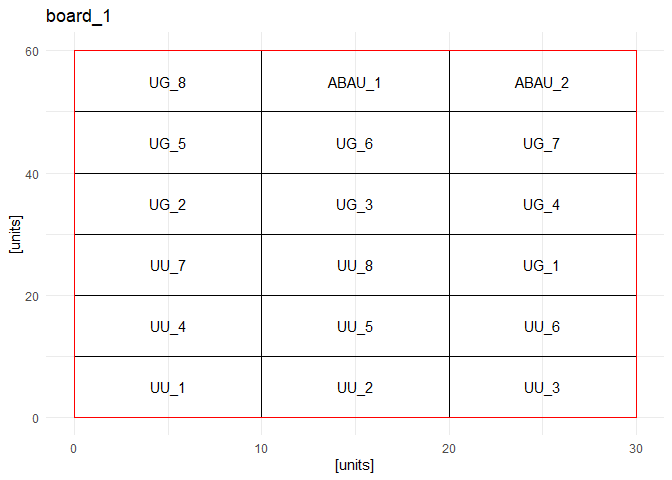 board_1
60
UG_8 ABAU_1 ABAU_2
UG_5 UG_6 UG_7
40
UG_2 UG_3 UG_4
[units]
UU_7 UU_8 UG_1
20
UU_4 UU_5 UU_6
UU_1 UU_2 UU_3
0
0 10 20 30
[units]